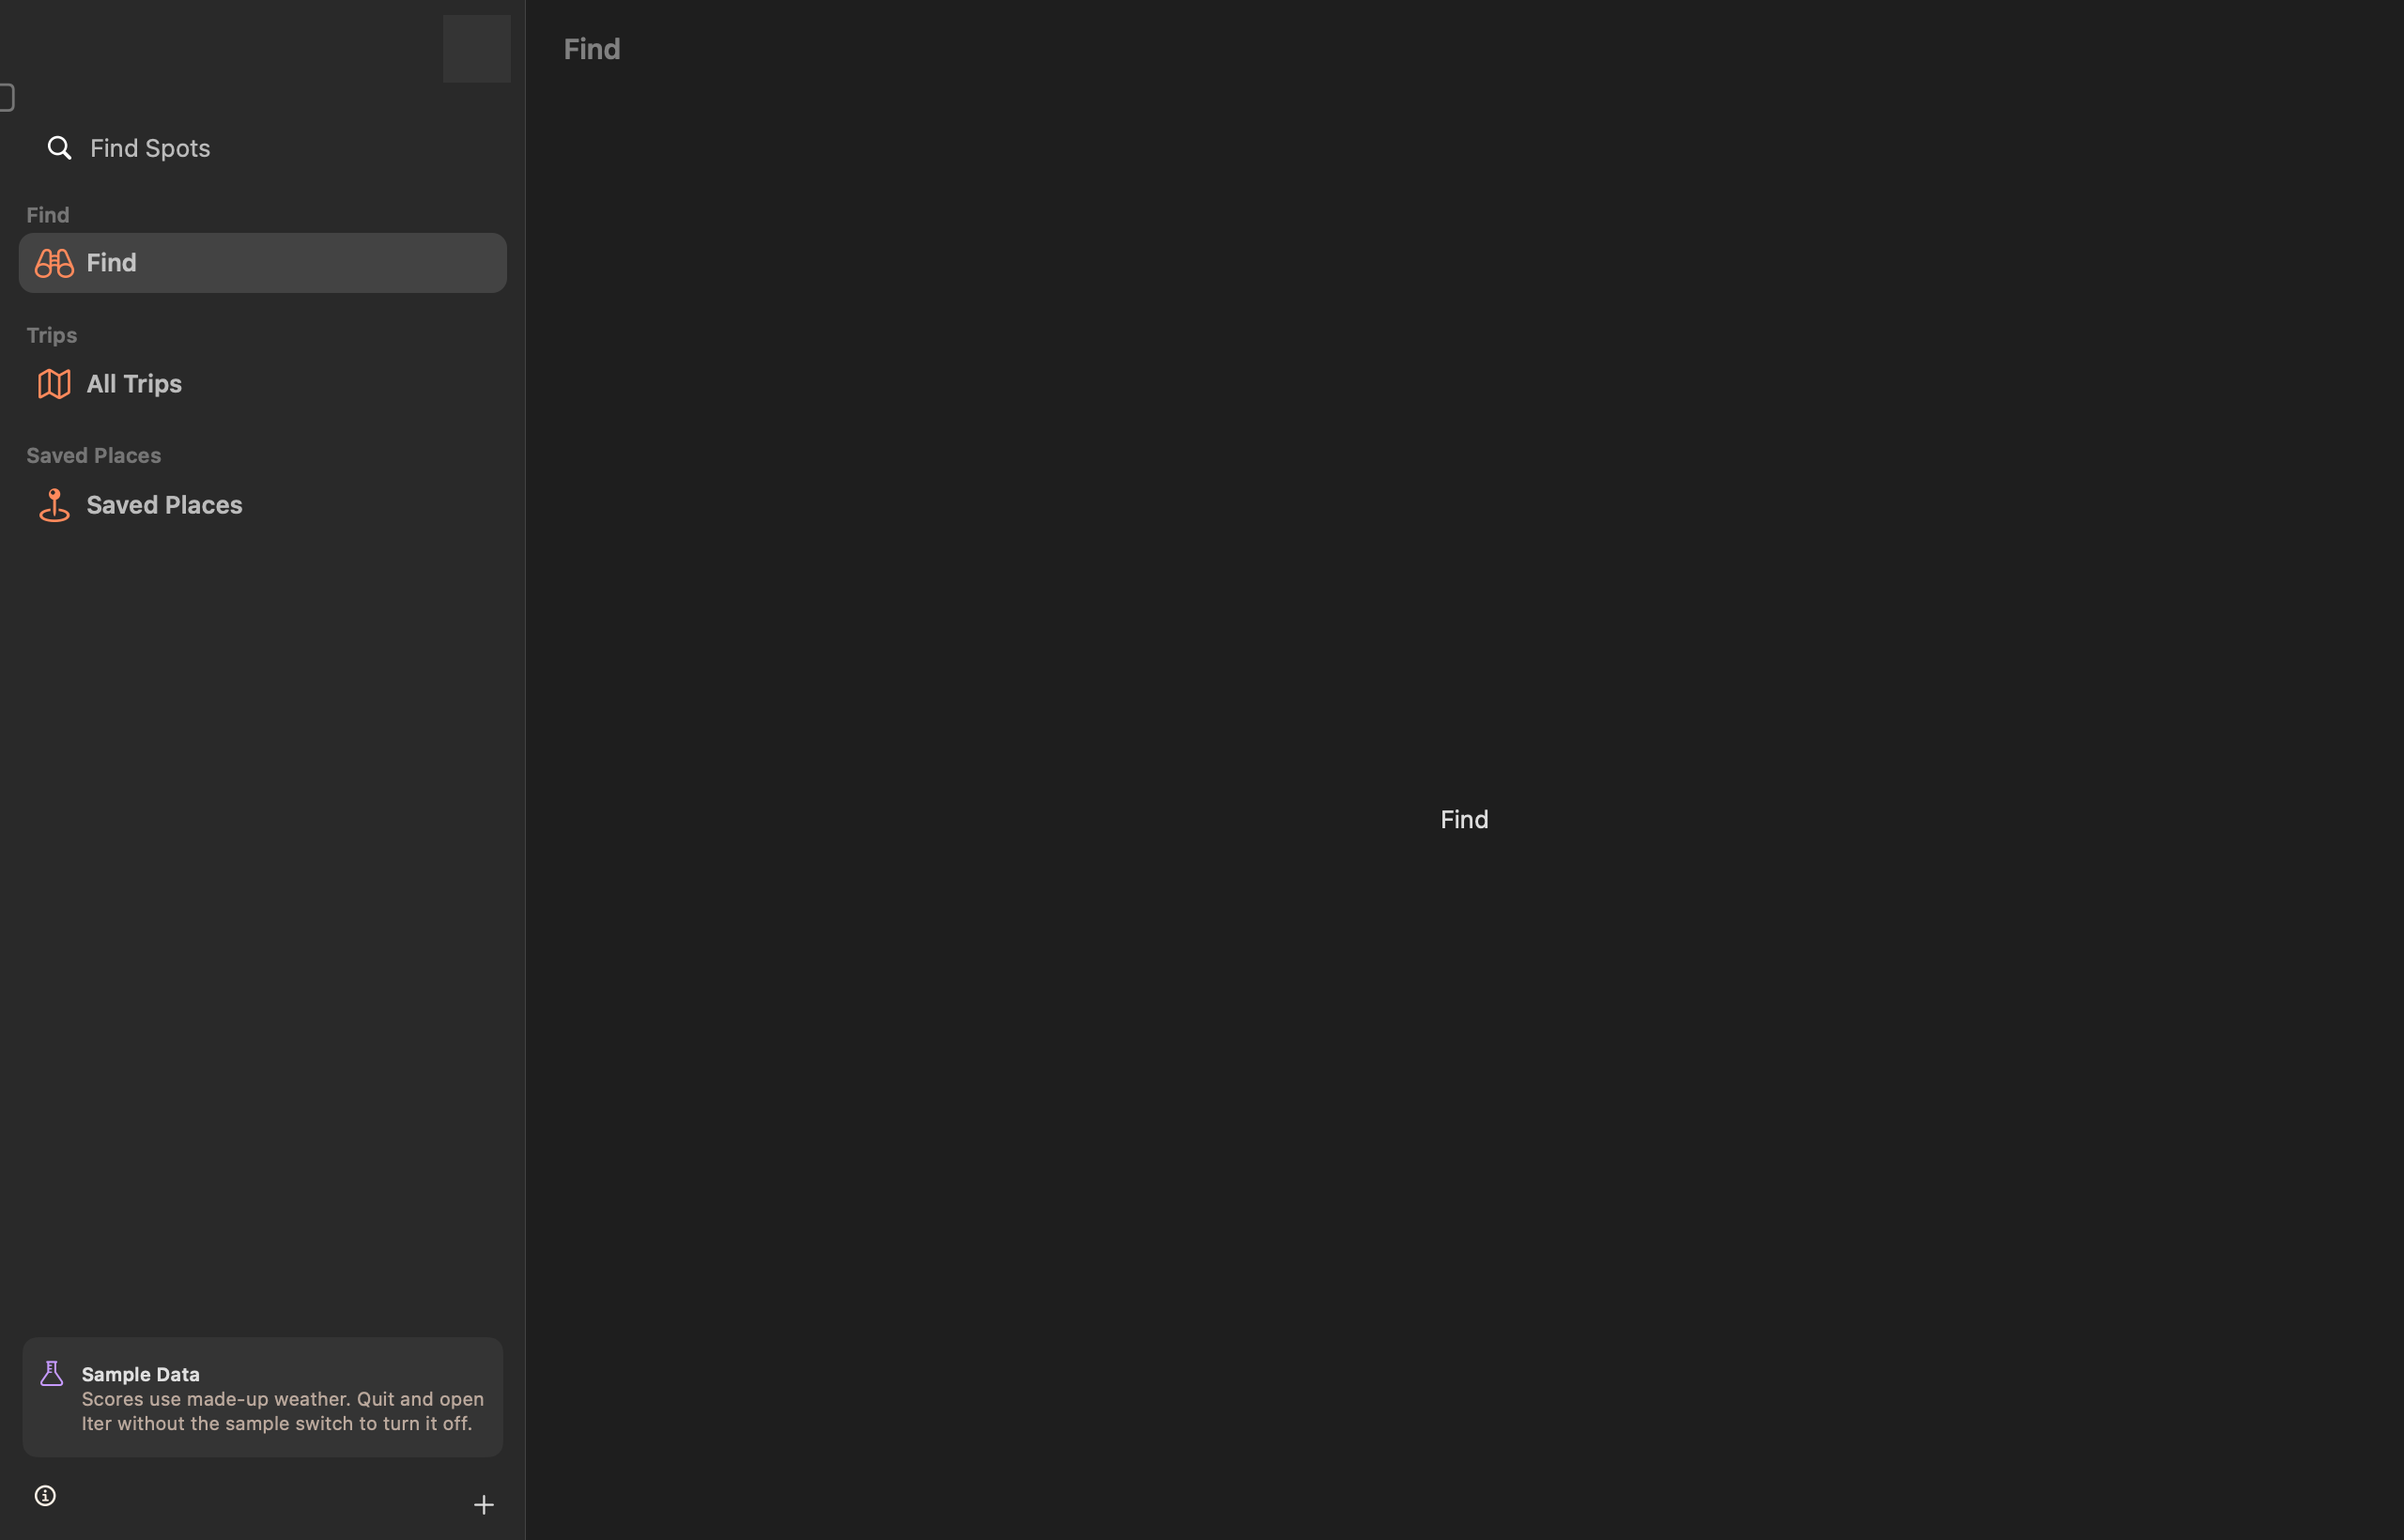 Find
Find Spots
Find
Find
Trips
All Trips
Saved Places
Saved Places
Find
Sample Data
Scores use made-up weather. Quit and open
Iter without the sample switch to turn it off.